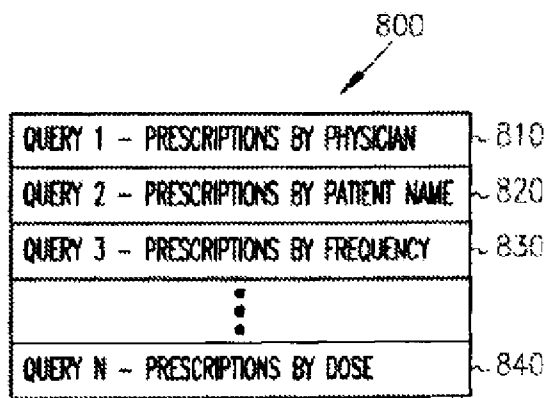 800
QUERY 1 - PRESCRIPTIONS BY PHYSICIAN 810
QUERY 2 - PRESCRIPTIONS BY PATIENT NAME 820
QUERY 3 - PRESCRIPTIONS BY FREQUENCY 830
QUERY N - PRESCRIPTIONS BY DOSE 840